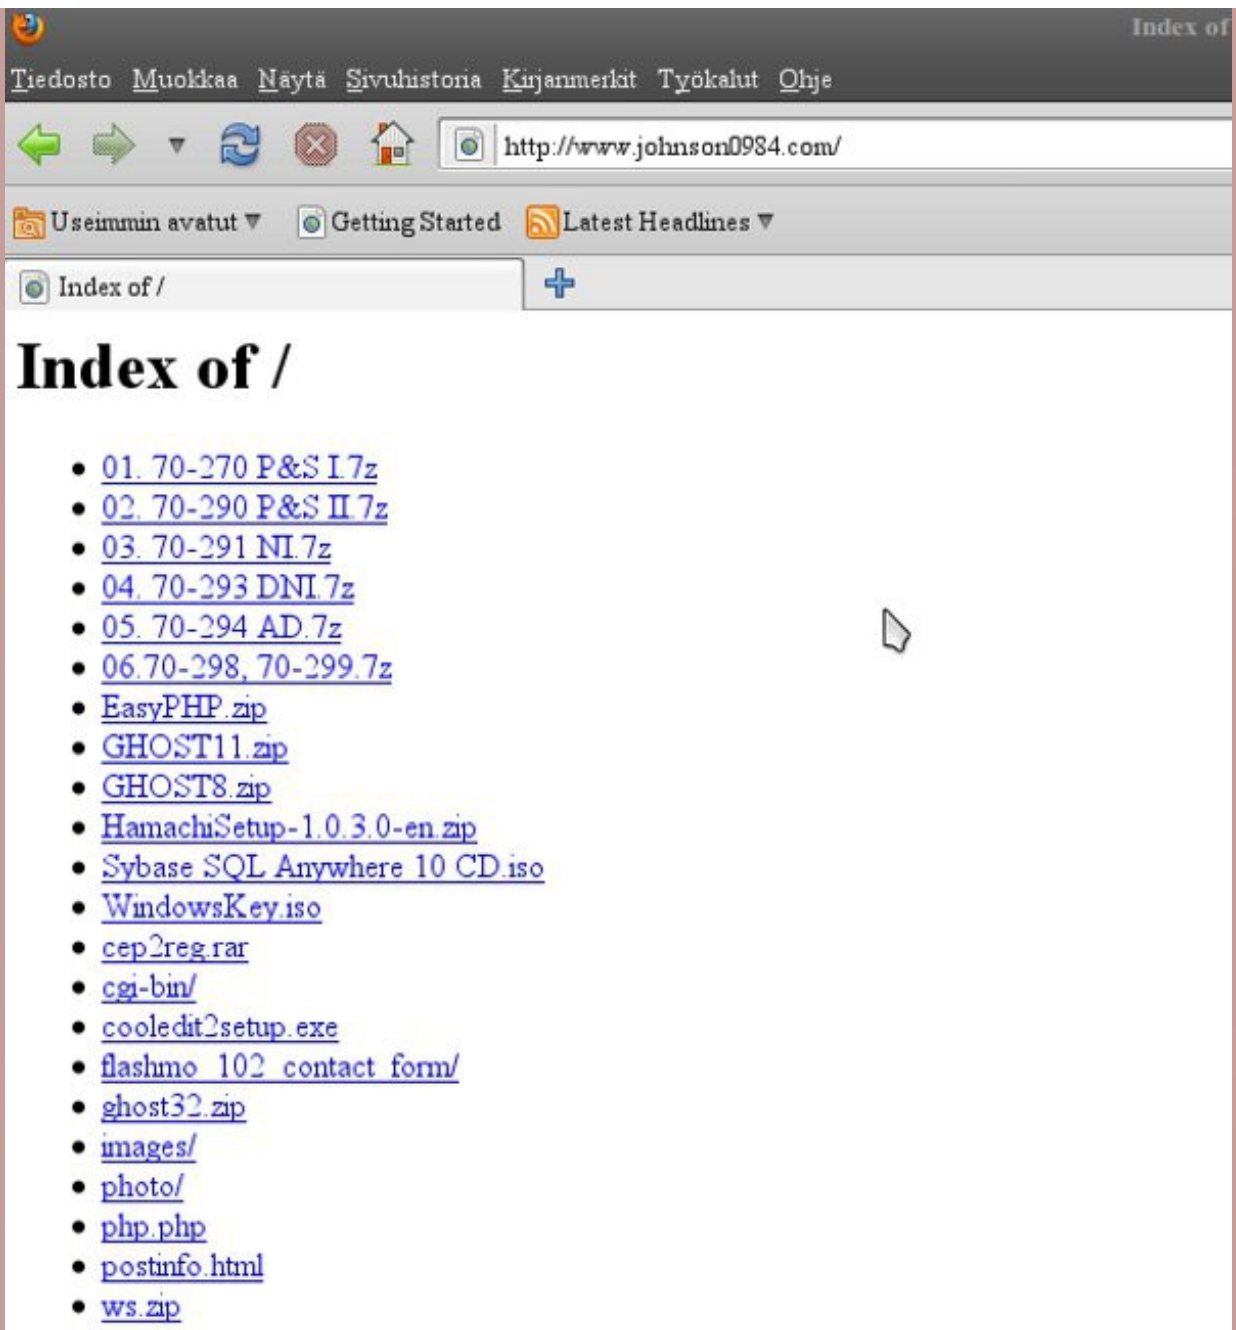 Index of
Tiedosto Muokkaa Näytä Sivuhistoria Kirjanmerkit Työkalut Ohje
http://www.johnson0984.com/
Useimmin avatut Getting Started Latest Headlines
Index of /
Index of /
01. 70-270 P&S I.7z
02. 70-290 P&S II.7z
03. 70-291 NI.7z
04. 70-293 DNI.7z
05. 70-294 AD.7z
06.70-298, 70-299.7z
EasyPHP.zip
GHOST11.zip
GHOST8.zip
HamachiSetup-1.0.3.0-en.zip
Sybase SQL Anywhere 10 CD.iso
WindowsKey.iso
cep2reg.rar
cgi-bin/
cooledit2setup.exe
flashmo_102_contact_form/
ghost32.zip
images/
photo/
php.php
postinfo.html
ws.zip